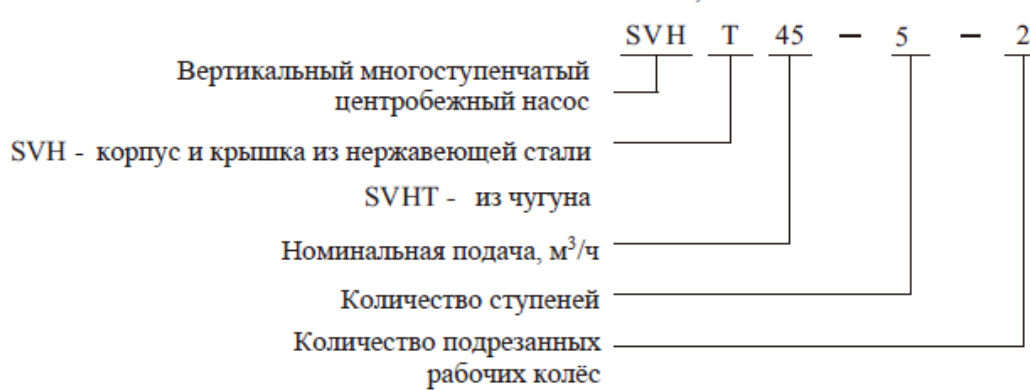 SVH T 45 – 5 – 2
Вертикальный многоступенчатый
центробежный насос
SVH - корпус и крышка из нержавеющей стали
SVHT - из чугуна
Номинальная подача, м³/ч
Количество ступеней
Количество подрезанных
рабочих колёс